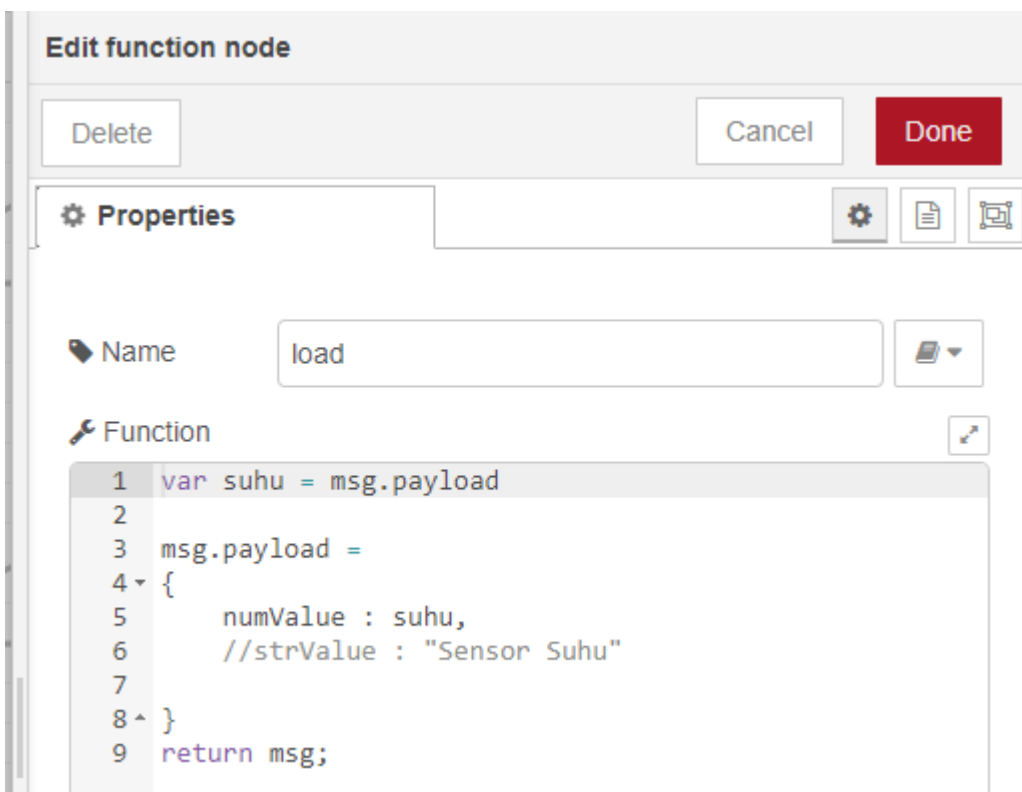 Edit function node
Delete Cancel Done
Properties
Name load
Function
1 var suhu = msg.payload
2
3 msg.payload =
4 {
5 numValue : suhu,
6 //strValue : "Sensor Suhu"
7
8 }
9 return msg;